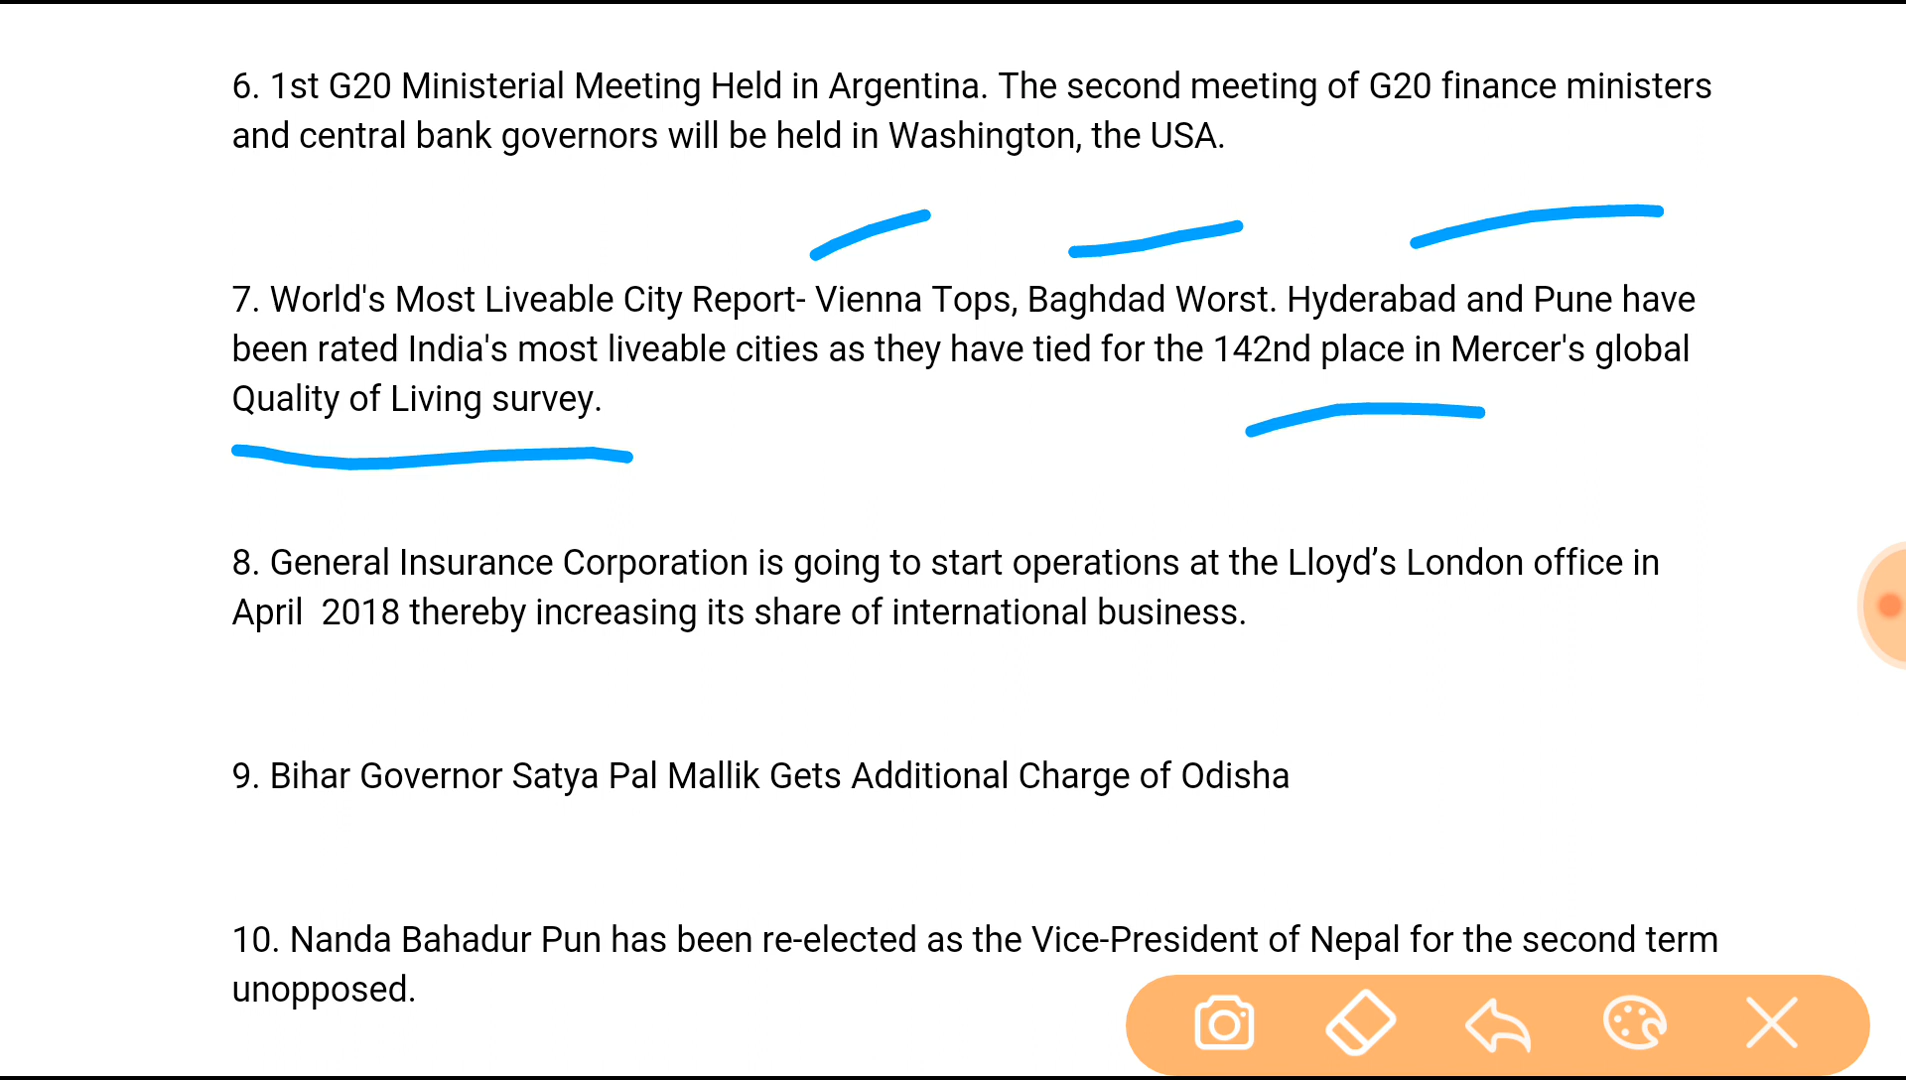 6. 1st G20 Ministerial Meeting Held in Argentina. The second meeting of G20 finance ministers
and central bank governors will be held in Washington, the USA.
7. World's Most Liveable City Report- Vienna Tops, Baghdad Worst. Hyderabad and Pune have
been rated India's most liveable cities as they have tied for the 142nd place in Mercer's global
Quality of Living survey.
8. General Insurance Corporation is going to start operations at the Lloyd’s London office in
April  2018 thereby increasing its share of international business.
9. Bihar Governor Satya Pal Mallik Gets Additional Charge of Odisha
10. Nanda Bahadur Pun has been re-elected as the Vice-President of Nepal for the second term
unopposed.